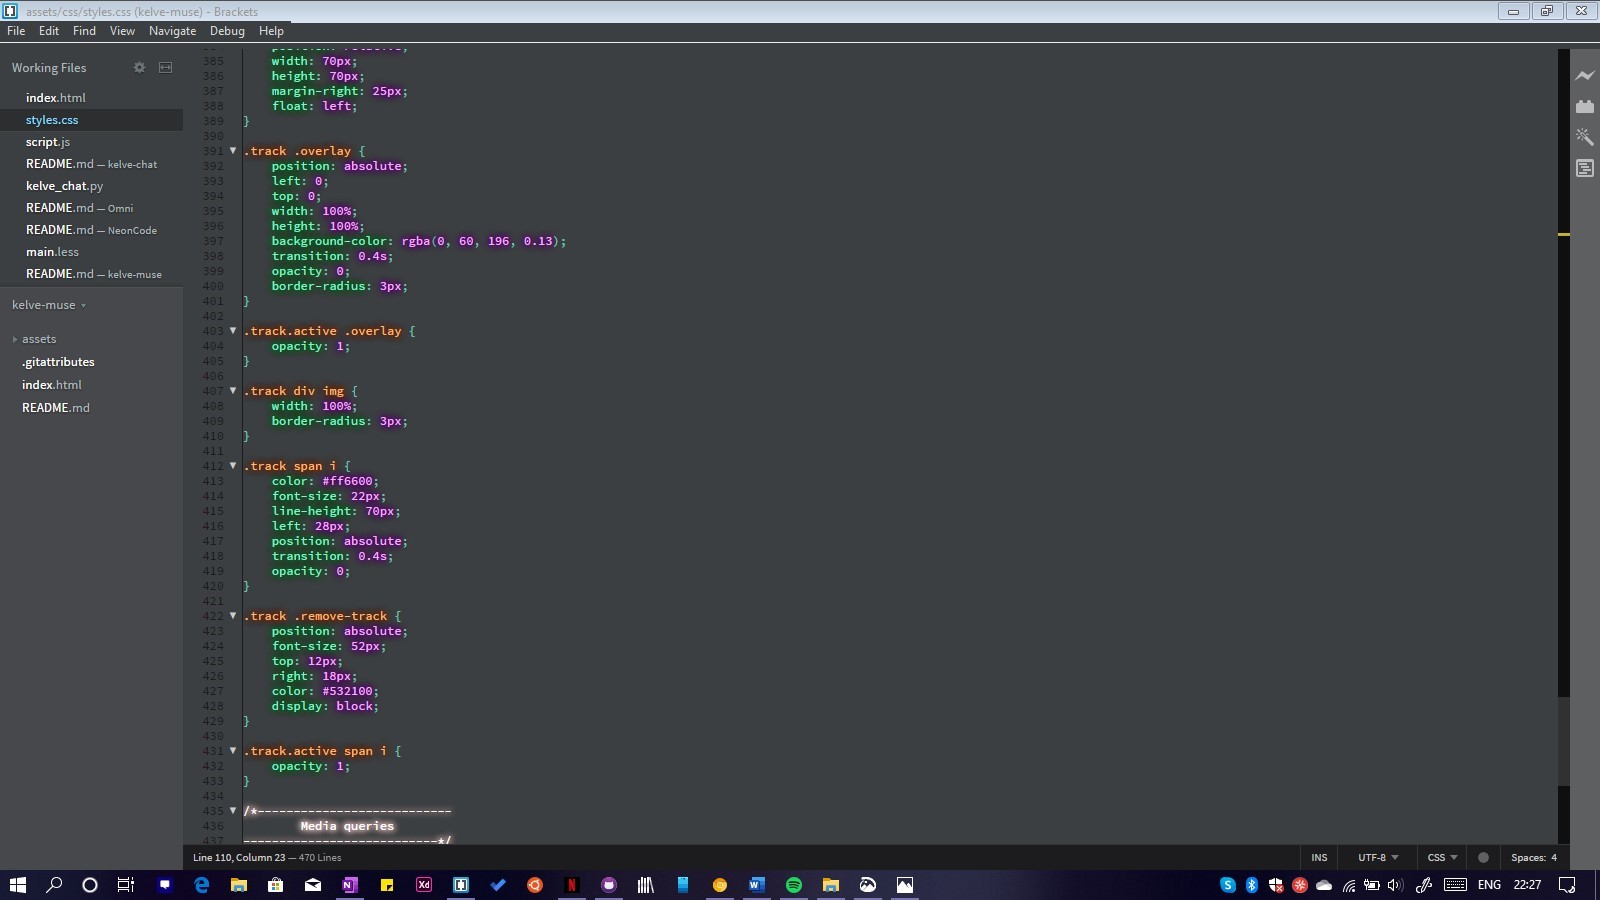 assets/css/styles.css (kelve-muse) - Brackets
File Edit Find View Navigate Debug Help
Working Files
index.html
styles.css
script.js
README.md — kelve-chat
kelve_chat.py
README.md — Omni
README.md — NeonCode
main.less
README.md — kelve-muse
kelve-muse
assets
.gitattributes
index.html
README.md
385 width: 70px;
386 height: 70px;
387 margin-right: 25px;
388 float: left;
389 }
390
391 .track .overlay {
392 position: absolute;
393 left: 0;
394 top: 0;
395 width: 100%;
396 height: 100%;
397 background-color: rgba(0, 60, 196, 0.13);
398 transition: 0.4s;
399 opacity: 0;
400 border-radius: 3px;
401 }
402
403 .track.active .overlay {
404 opacity: 1;
405 }
406
407 .track div img {
408 width: 100%;
409 border-radius: 3px;
410 }
411
412 .track span i {
413 color: #ff6600;
414 font-size: 22px;
415 line-height: 70px;
416 left: 28px;
417 position: absolute;
418 transition: 0.4s;
419 opacity: 0;
420 }
421
422 .track .remove-track {
423 position: absolute;
424 font-size: 52px;
425 top: 12px;
426 right: 18px;
427 color: #532100;
428 display: block;
429 }
430
431 .track.active span i {
432 opacity: 1;
433 }
434
435 /*---------------------------
436 Media queries
437 ---------------------------*/
Line 110, Column 23 — 470 Lines
INS UTF-8 CSS Spaces: 4
N Xd N W S ENG 22:27